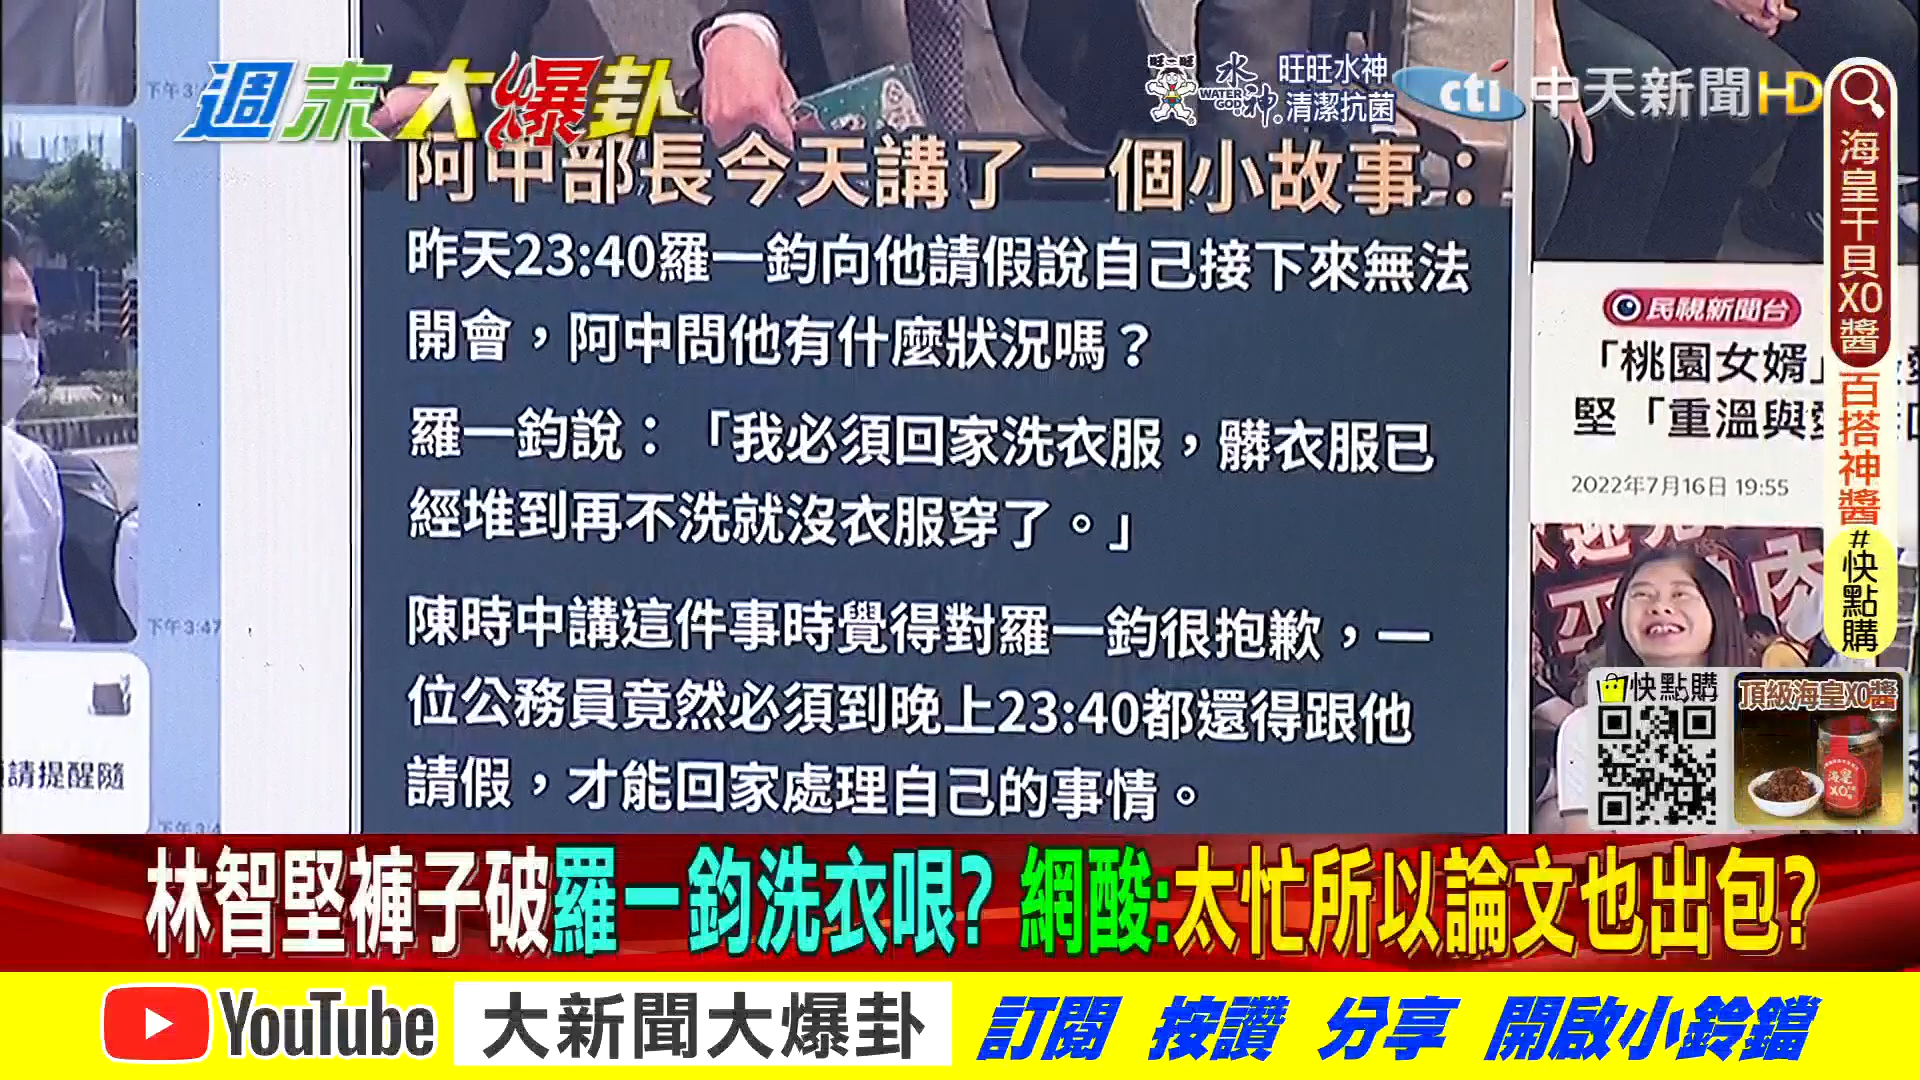 週末大爆卦
旺旺水神
清潔抗菌
WATER GOD
水神
cti 中天新聞HD
海皇干貝XO醬
百搭神醬
#快點購
阿中部長今天講了一個小故事：
昨天23:40羅一鈞向他請假說自己接下來無法
開會，阿中問他有什麼狀況嗎？
羅一鈞說：「我必須回家洗衣服，髒衣服已
經堆到再不洗就沒衣服穿了。」
陳時中講這件事時覺得對羅一鈞很抱歉，一
位公務員竟然必須到晚上23:40都還得跟他
請假，才能回家處理自己的事情。
下午3:47
請提醒隨
民視新聞台
「桃園女婿」
堅「重溫與
2022年7月16日 19:55
快點購
頂級海皇XO醬
林智堅褲子破羅一鈞洗衣哏? 網酸:太忙所以論文也出包?
YouTube 大新聞大爆卦 訂閱 按讚 分享 開啟小鈴鐺